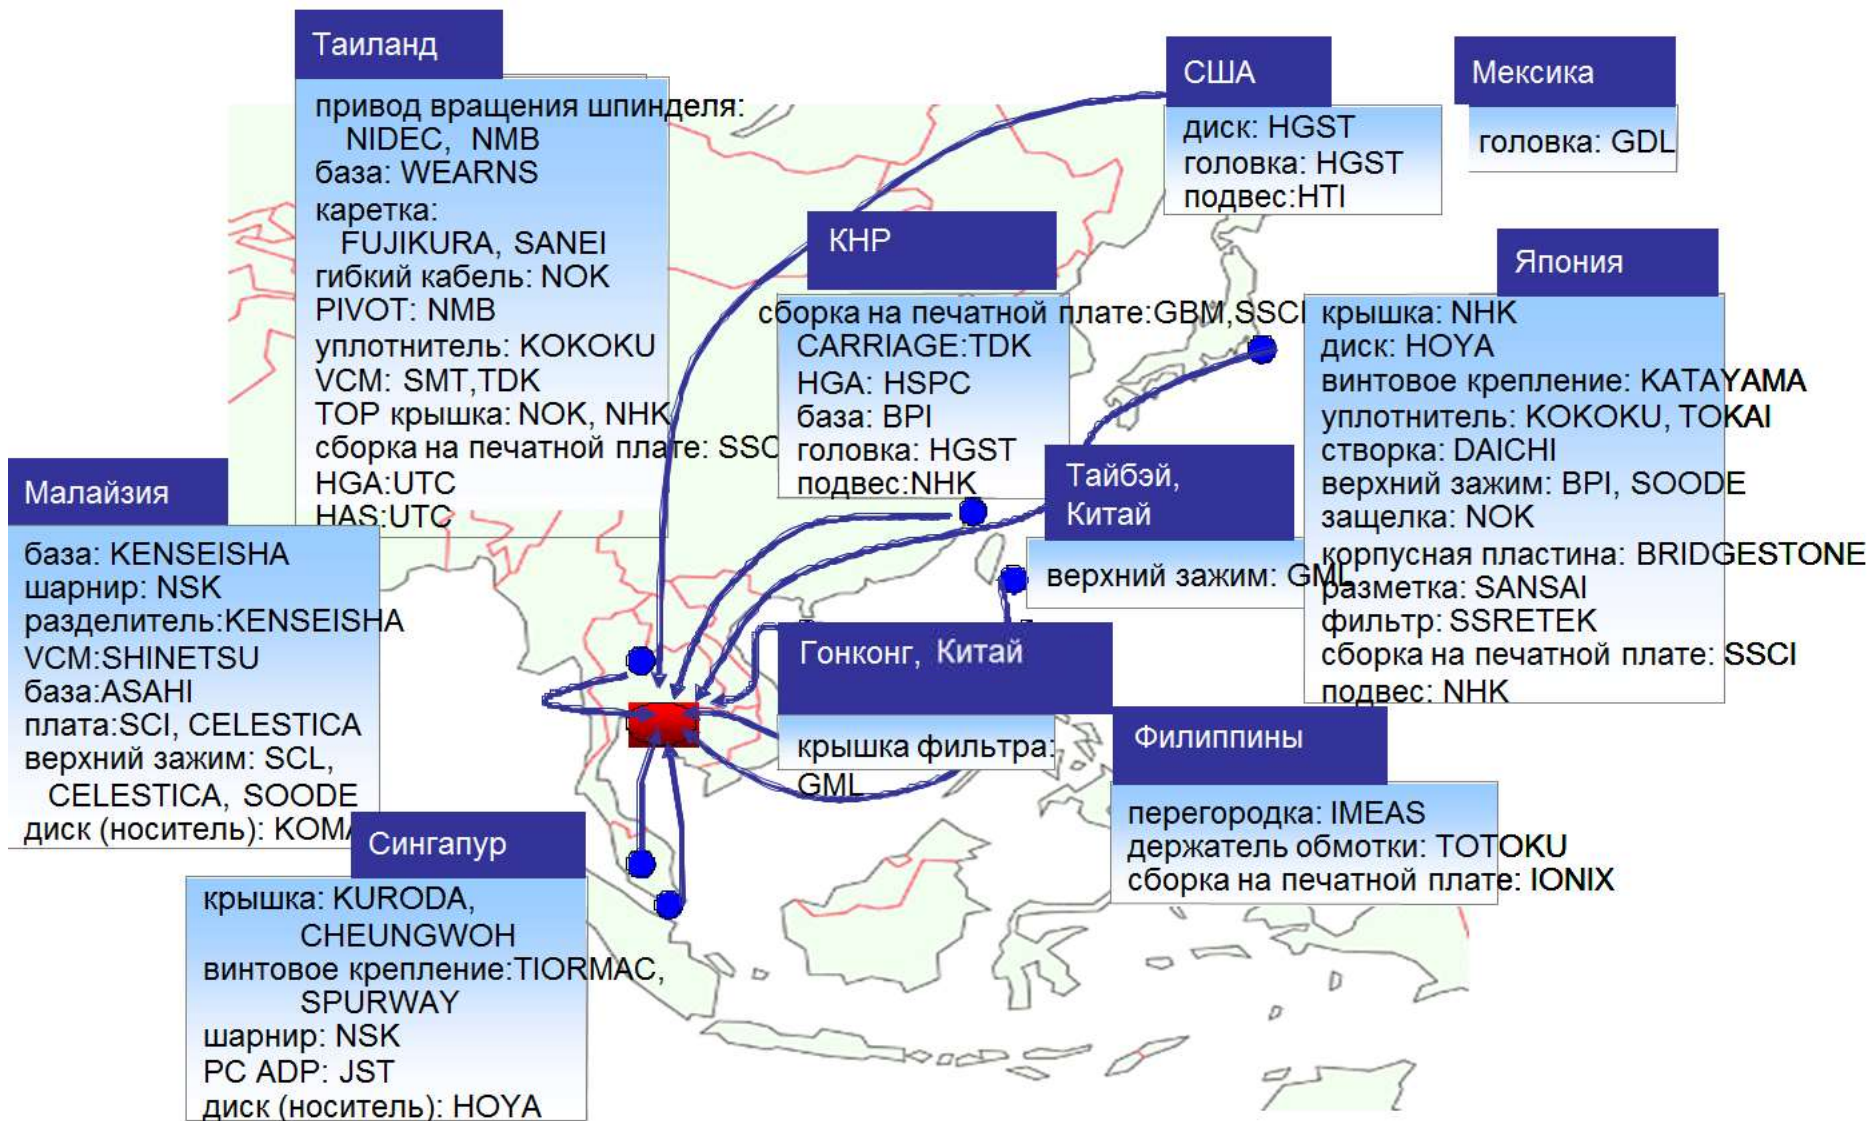 Таиланд
привод вращения шпинделя:
NIDEC, NMB
база: WEARNS
каретка:
FUJIKURA, SANEI
гибкий кабель: NOK
PIVOT: NMB
уплотнитель: KOKOKU
VCM: SMT,TDK
TOP крышка: NOK, NHK
сборка на печатной плате: SSC
HGA:UTC
HAS:UTC
США
диск: HGST
головка: HGST
подвес:HTI
Мексика
головка: GDL
КНР
сборка на печатной плате:GBM,SSCI
CARRIAGE:TDK
HGA: HSPC
база: BPI
головка: HGST
подвес:NHK
Япония
крышка: NHK
диск: HOYA
винтовое крепление: KATAYAMA
уплотнитель: KOKOKU, TOKAI
створка: DAICHI
верхний зажим: BPI, SOODE
защелка: NOK
корпусная пластина: BRIDGESTONE
разметка: SANSAI
фильтр: SSRETEK
сборка на печатной плате: SSCI
подвес: NHK
Тайбэй,
Китай
верхний зажим: GML
Малайзия
база: KENSEISHA
шарнир: NSK
разделитель:KENSEISHA
VCM:SHINETSU
база:ASAHI
плата:SCI, CELESTICA
верхний зажим: SCL,
CELESTICA, SOODE
диск (носитель): KOMA
Гонконг, Китай
крышка фильтра:
GML
Филиппины
перегородка: IMEAS
держатель обмотки: TOTOKU
сборка на печатной плате: IONIX
Сингапур
крышка: KURODA,
CHEUNGWOH
винтовое крепление:TIORMAC,
SPURWAY
шарнир: NSK
PC ADP: JST
диск (носитель): HOYA